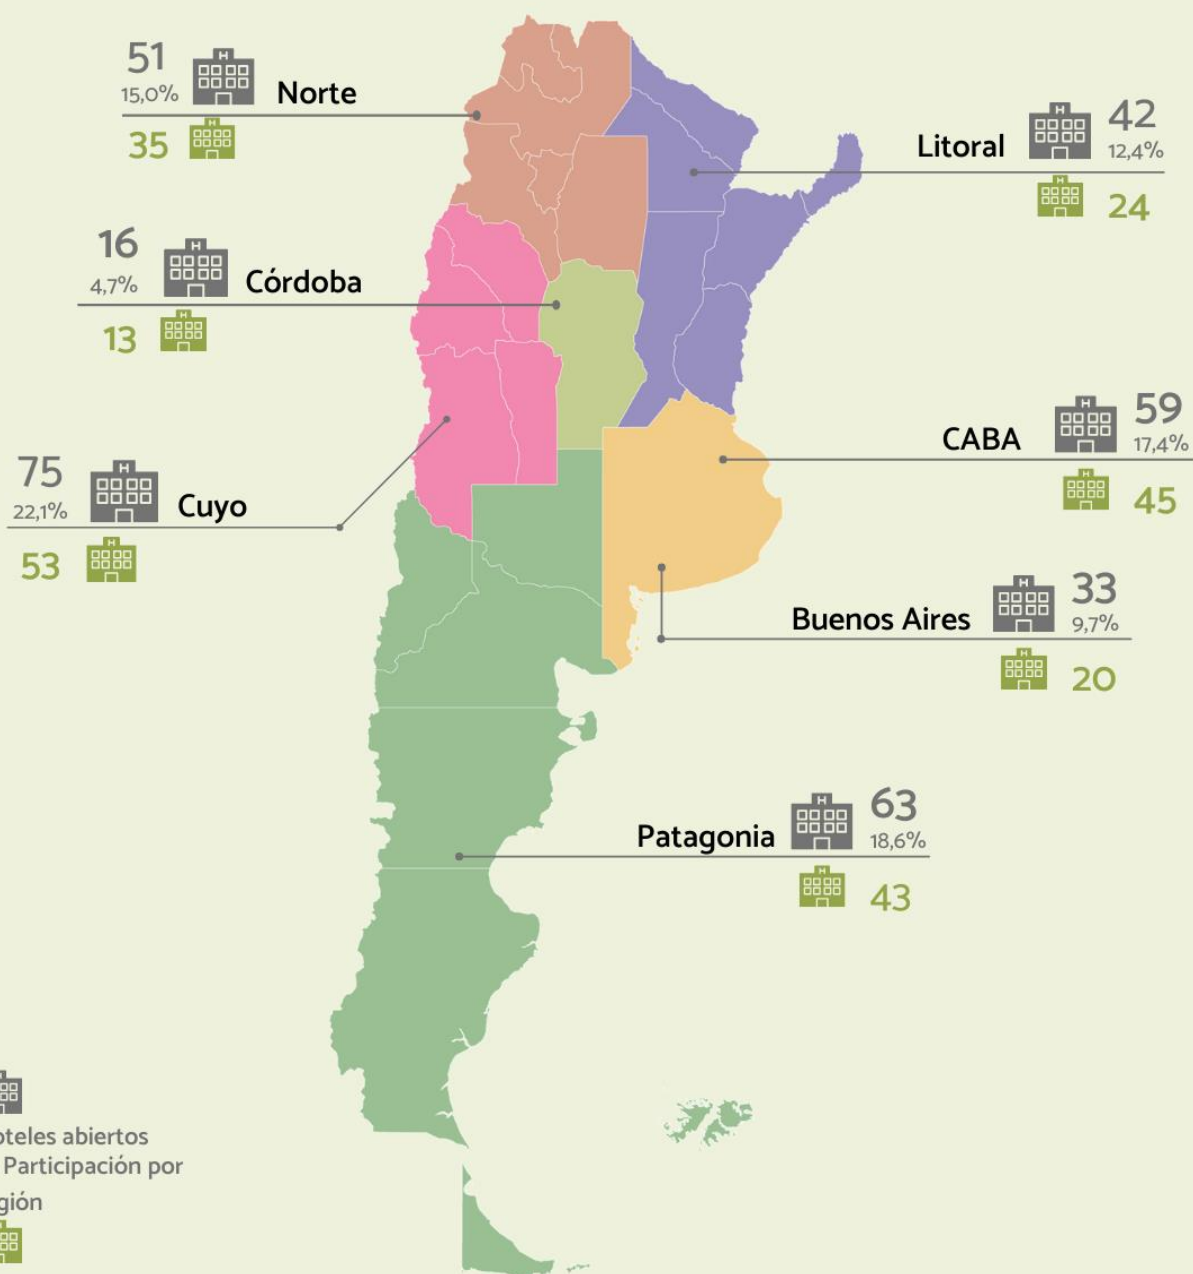 51
15,0%
Norte
35
42
12,4%
Litoral
24
16
4,7%
Córdoba
13
59
17,4%
CABA
45
75
22,1%
Cuyo
53
33
9,7%
Buenos Aires
20
63
18,6%
Patagonia
43
abiertos
Participación por